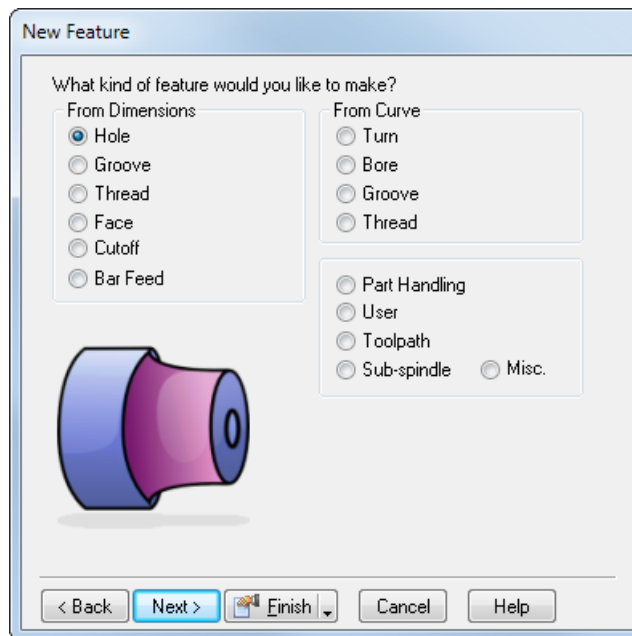 New Feature
What kind of feature would you like to make?
From Dimensions
Hole
Groove
Thread
Face
Cutoff
Bar Feed
From Curve
Turn
Bore
Groove
Thread
Part Handling
User
Toolpath
Sub-spindle Misc.
< Back Next > Finish Cancel Help